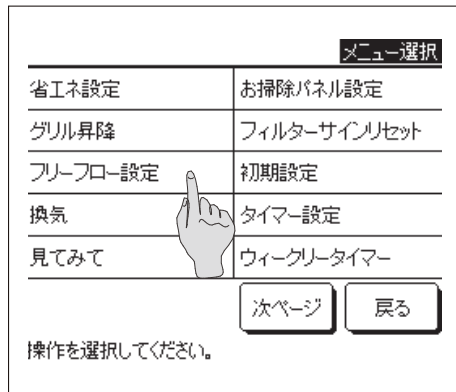 メニュー選択
省エネ設定 お掃除パネル設定
グリル昇降 フィルターサインリセット
フリーフロー設定 初期設定
換気 タイマー設定
見てみて ウィークリータイマー
次ページ 戻る
操作を選択してください。